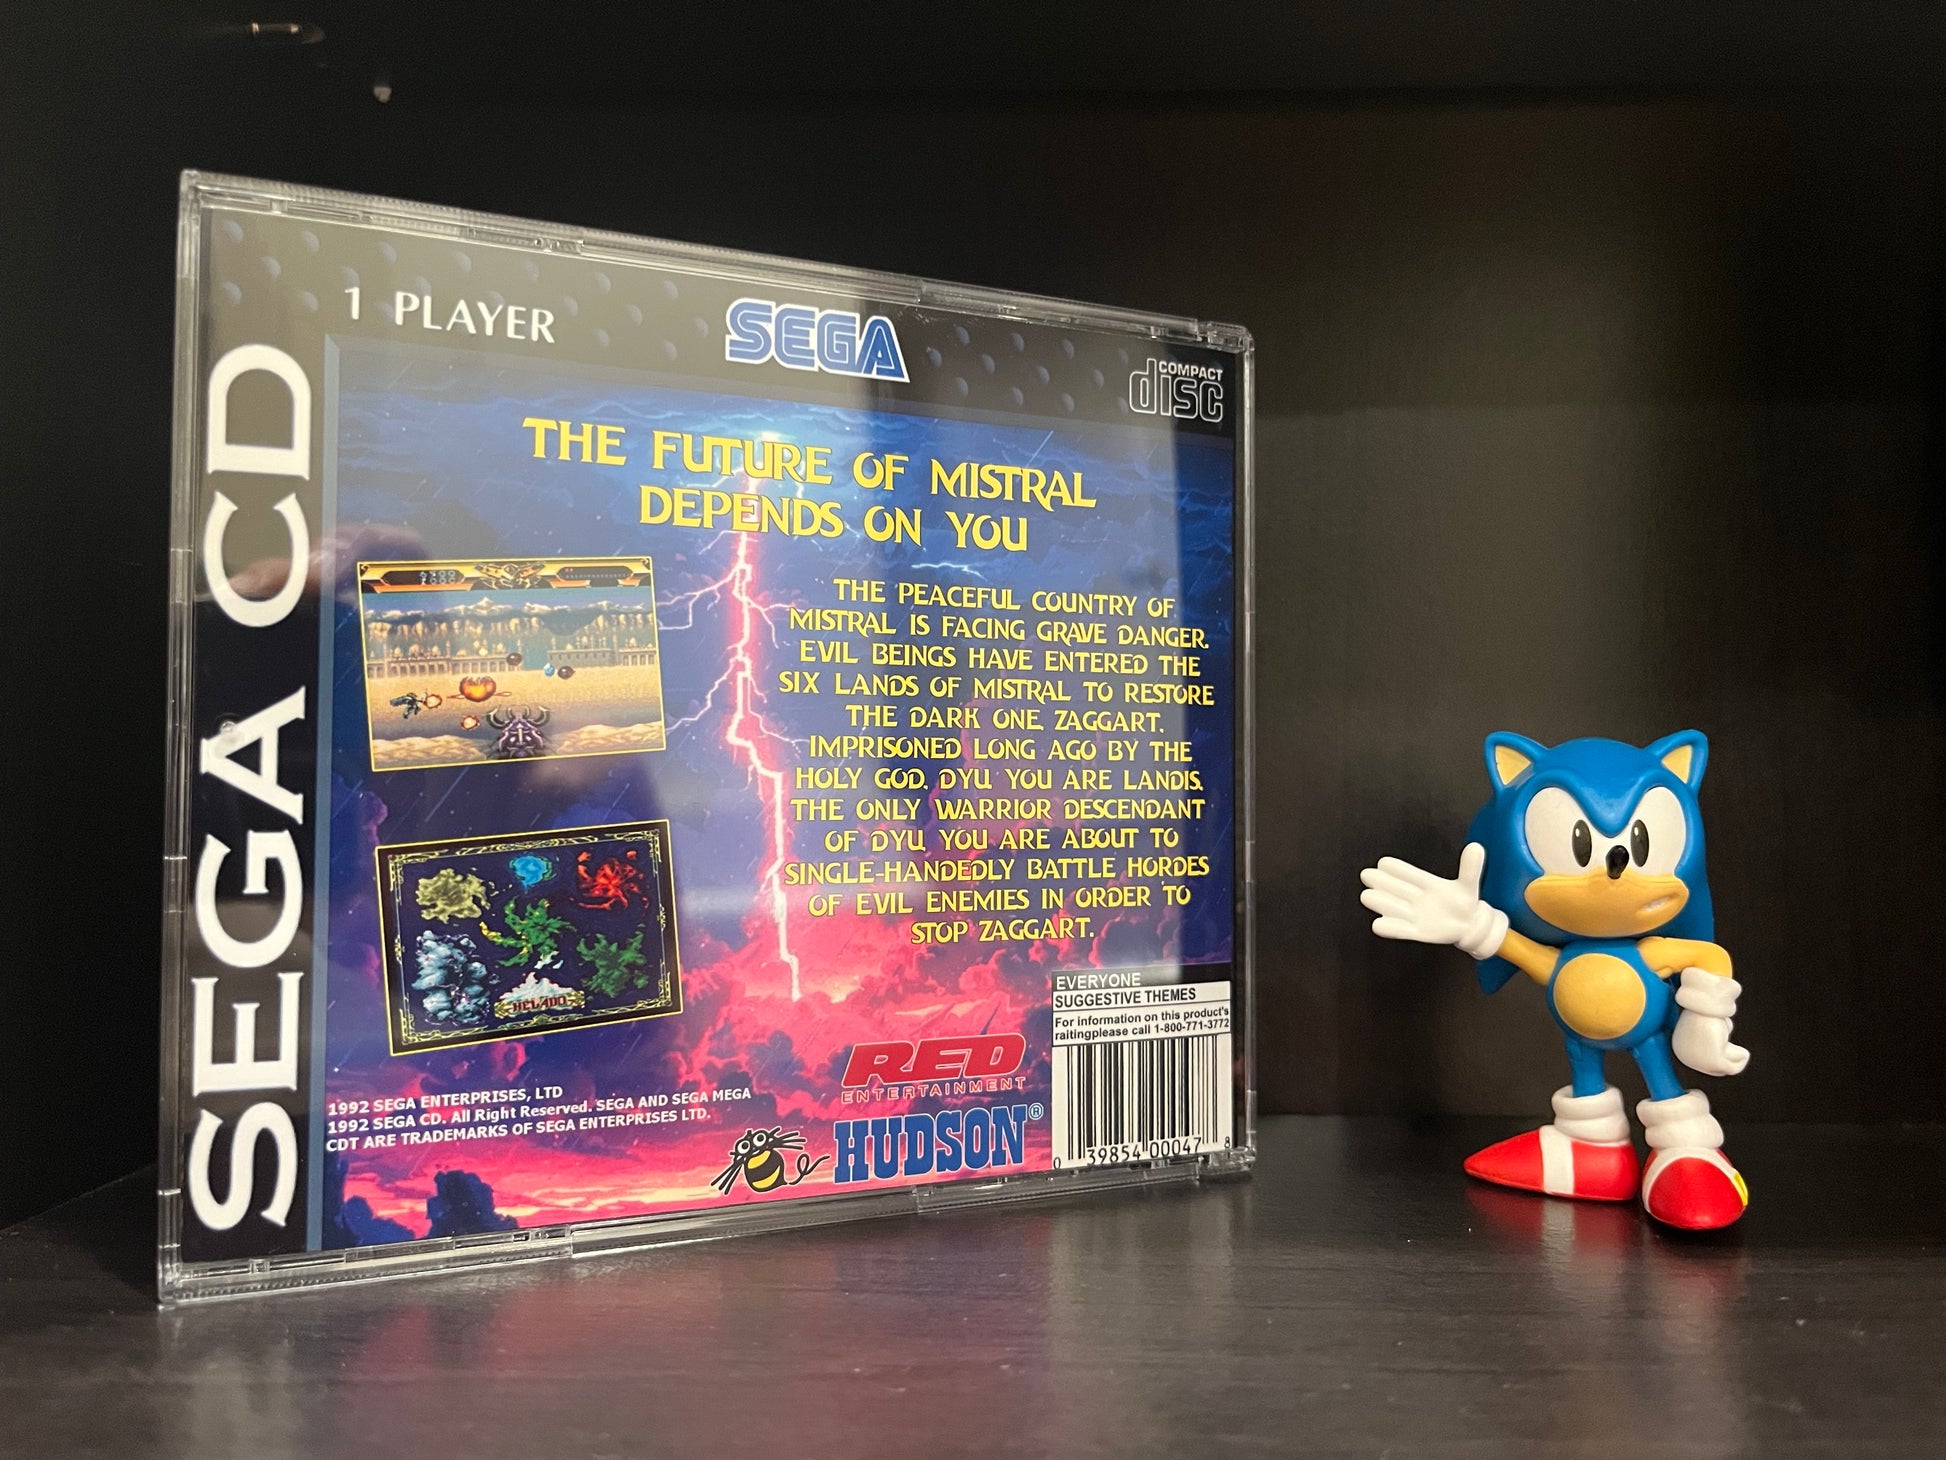 SEGA CD
1 PLAYER
SEGA
COMPACT
disc
THE FUTURE OF MISTRAL
DEPENDS ON YOU
THE PEACEFUL COUNTRY OF
MISTRAL IS FACING GRAVE DANGER.
EVIL BEINGS HAVE ENTERED THE
SIX LANDS OF MISTRAL TO RESTORE
THE DARK ONE, ZAGGART,
IMPRISONED LONG AGO BY THE
HOLY GOD, DYU. YOU ARE LANDIS,
THE ONLY WARRIOR DESCENDANT
OF DYU. YOU ARE ABOUT TO
SINGLE-HANDEDLY BATTLE HORDES
OF EVIL ENEMIES IN ORDER TO
STOP ZAGGART.
HELADO
EVERYONE
SUGGESTIVE THEMES
For information on this product's
raitingplease call 1-800-771-3772
RED
ENTERTAINMENT
HUDSON®
0 39854 00047 8
1992 SEGA ENTERPRISES, LTD
1992 SEGA CD. All Right Reserved. SEGA AND SEGA MEGA
CDT ARE TRADEMARKS OF SEGA ENTERPRISES LTD.